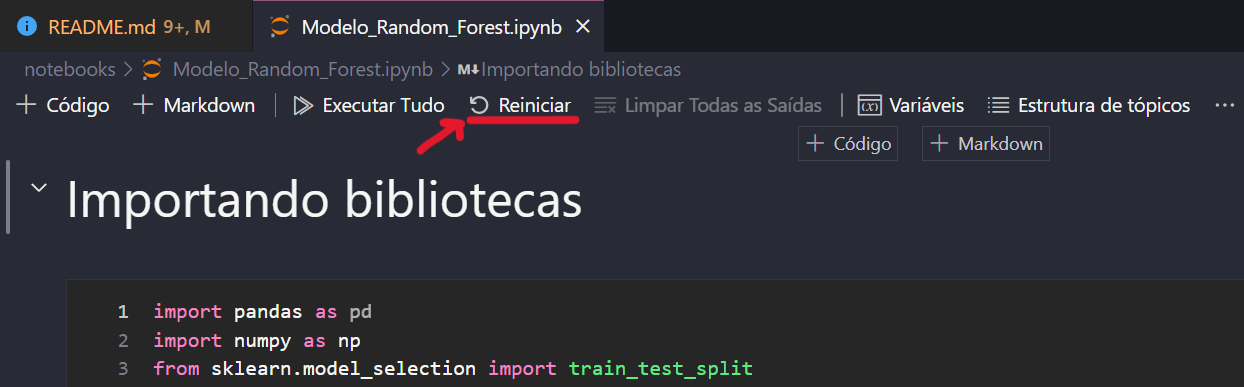 README.md 9+, M Modelo_Random_Forest.ipynb
notebooks Modelo_Random_Forest.ipynb M Importando bibliotecas
Código Markdown Executar Tudo Reiniciar Limpar Todas as Saídas (x) Variáveis Estrutura de tópicos ...
Código Markdown
Importando bibliotecas
1 import pandas as pd
2 import numpy as np
3 from sklearn.model_selection import train_test_split